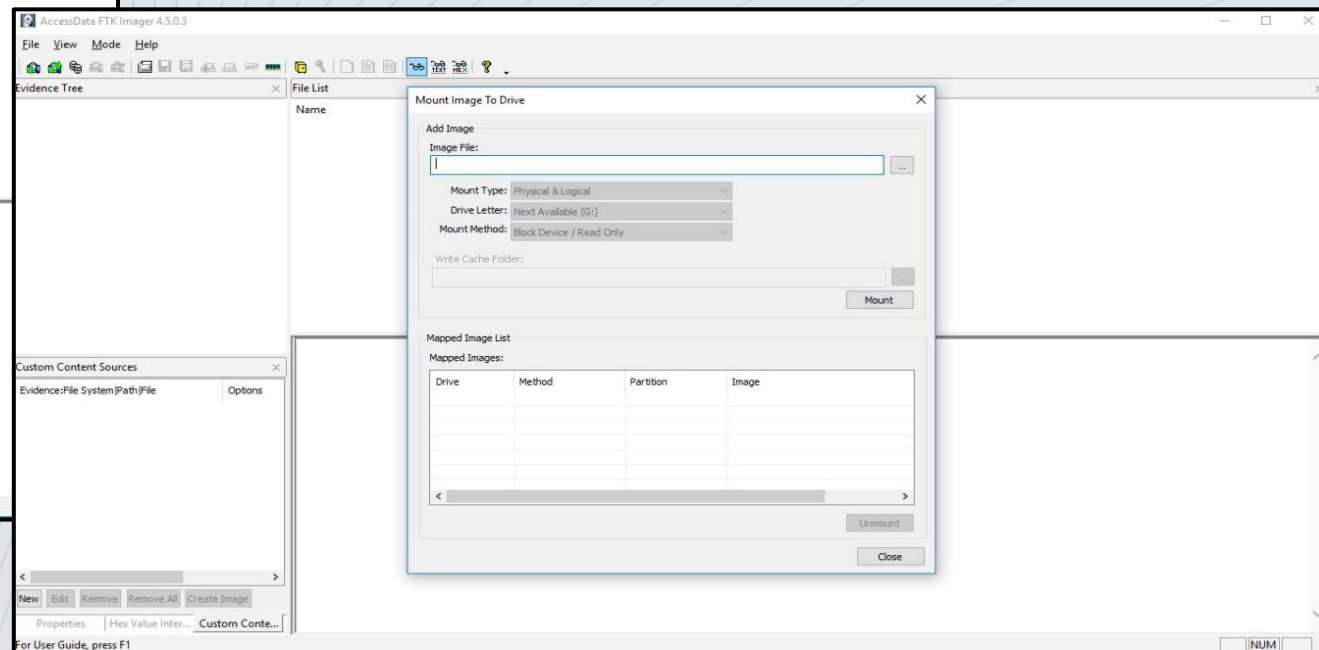 AccessData FTK Imager 4.5.0.3
File View Mode Help
TEXT HEX ?
Evidence Tree
File List
Name
Mount Image To Drive
Add Image
Image File:
...
Mount Type: Physical & Logical
Drive Letter: Next Available (G:)
Mount Method: Block Device / Read Only
Write Cache Folder:
...
Mount
Mapped Image List
Mapped Images:
Drive Method Partition Image
Unmount
Close
Custom Content Sources
Evidence:File System|Path|File Options
New Edit Remove Remove All Create Image
Properties Hex Value Inter... Custom Conte...
For User Guide, press F1
NUM